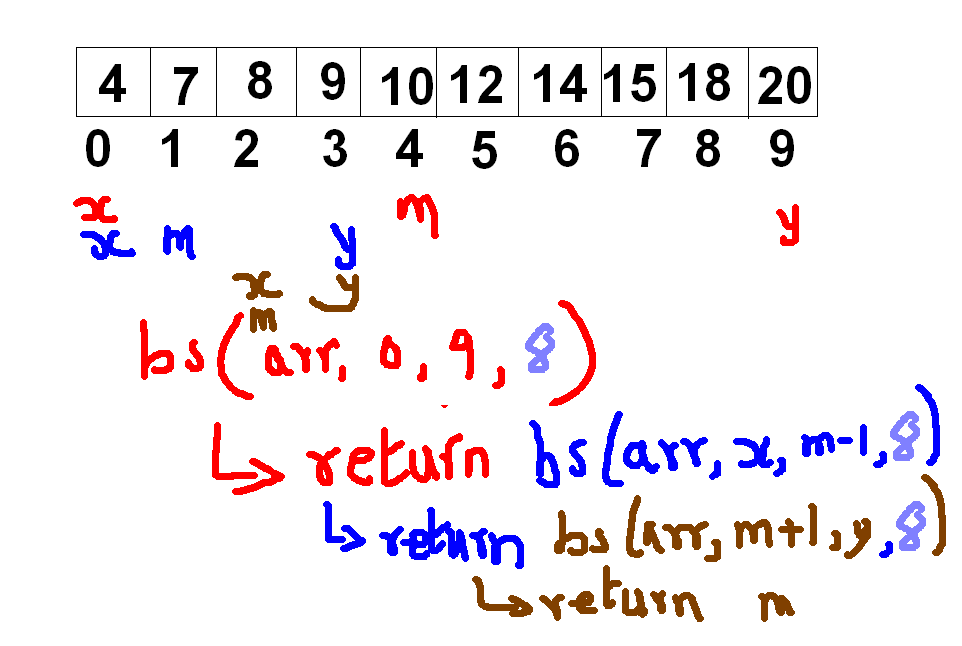 4 7 8 9 10 12 14 15 18 20
0 1 2 3 4 5 6 7 8 9
x m y
x m y
x y
m
bs(arr, 0, 9, 8)
↳ return bs(arr, x, m-1, 8)
↳ return bs(arr, m+1, y, 8)
↳ return m